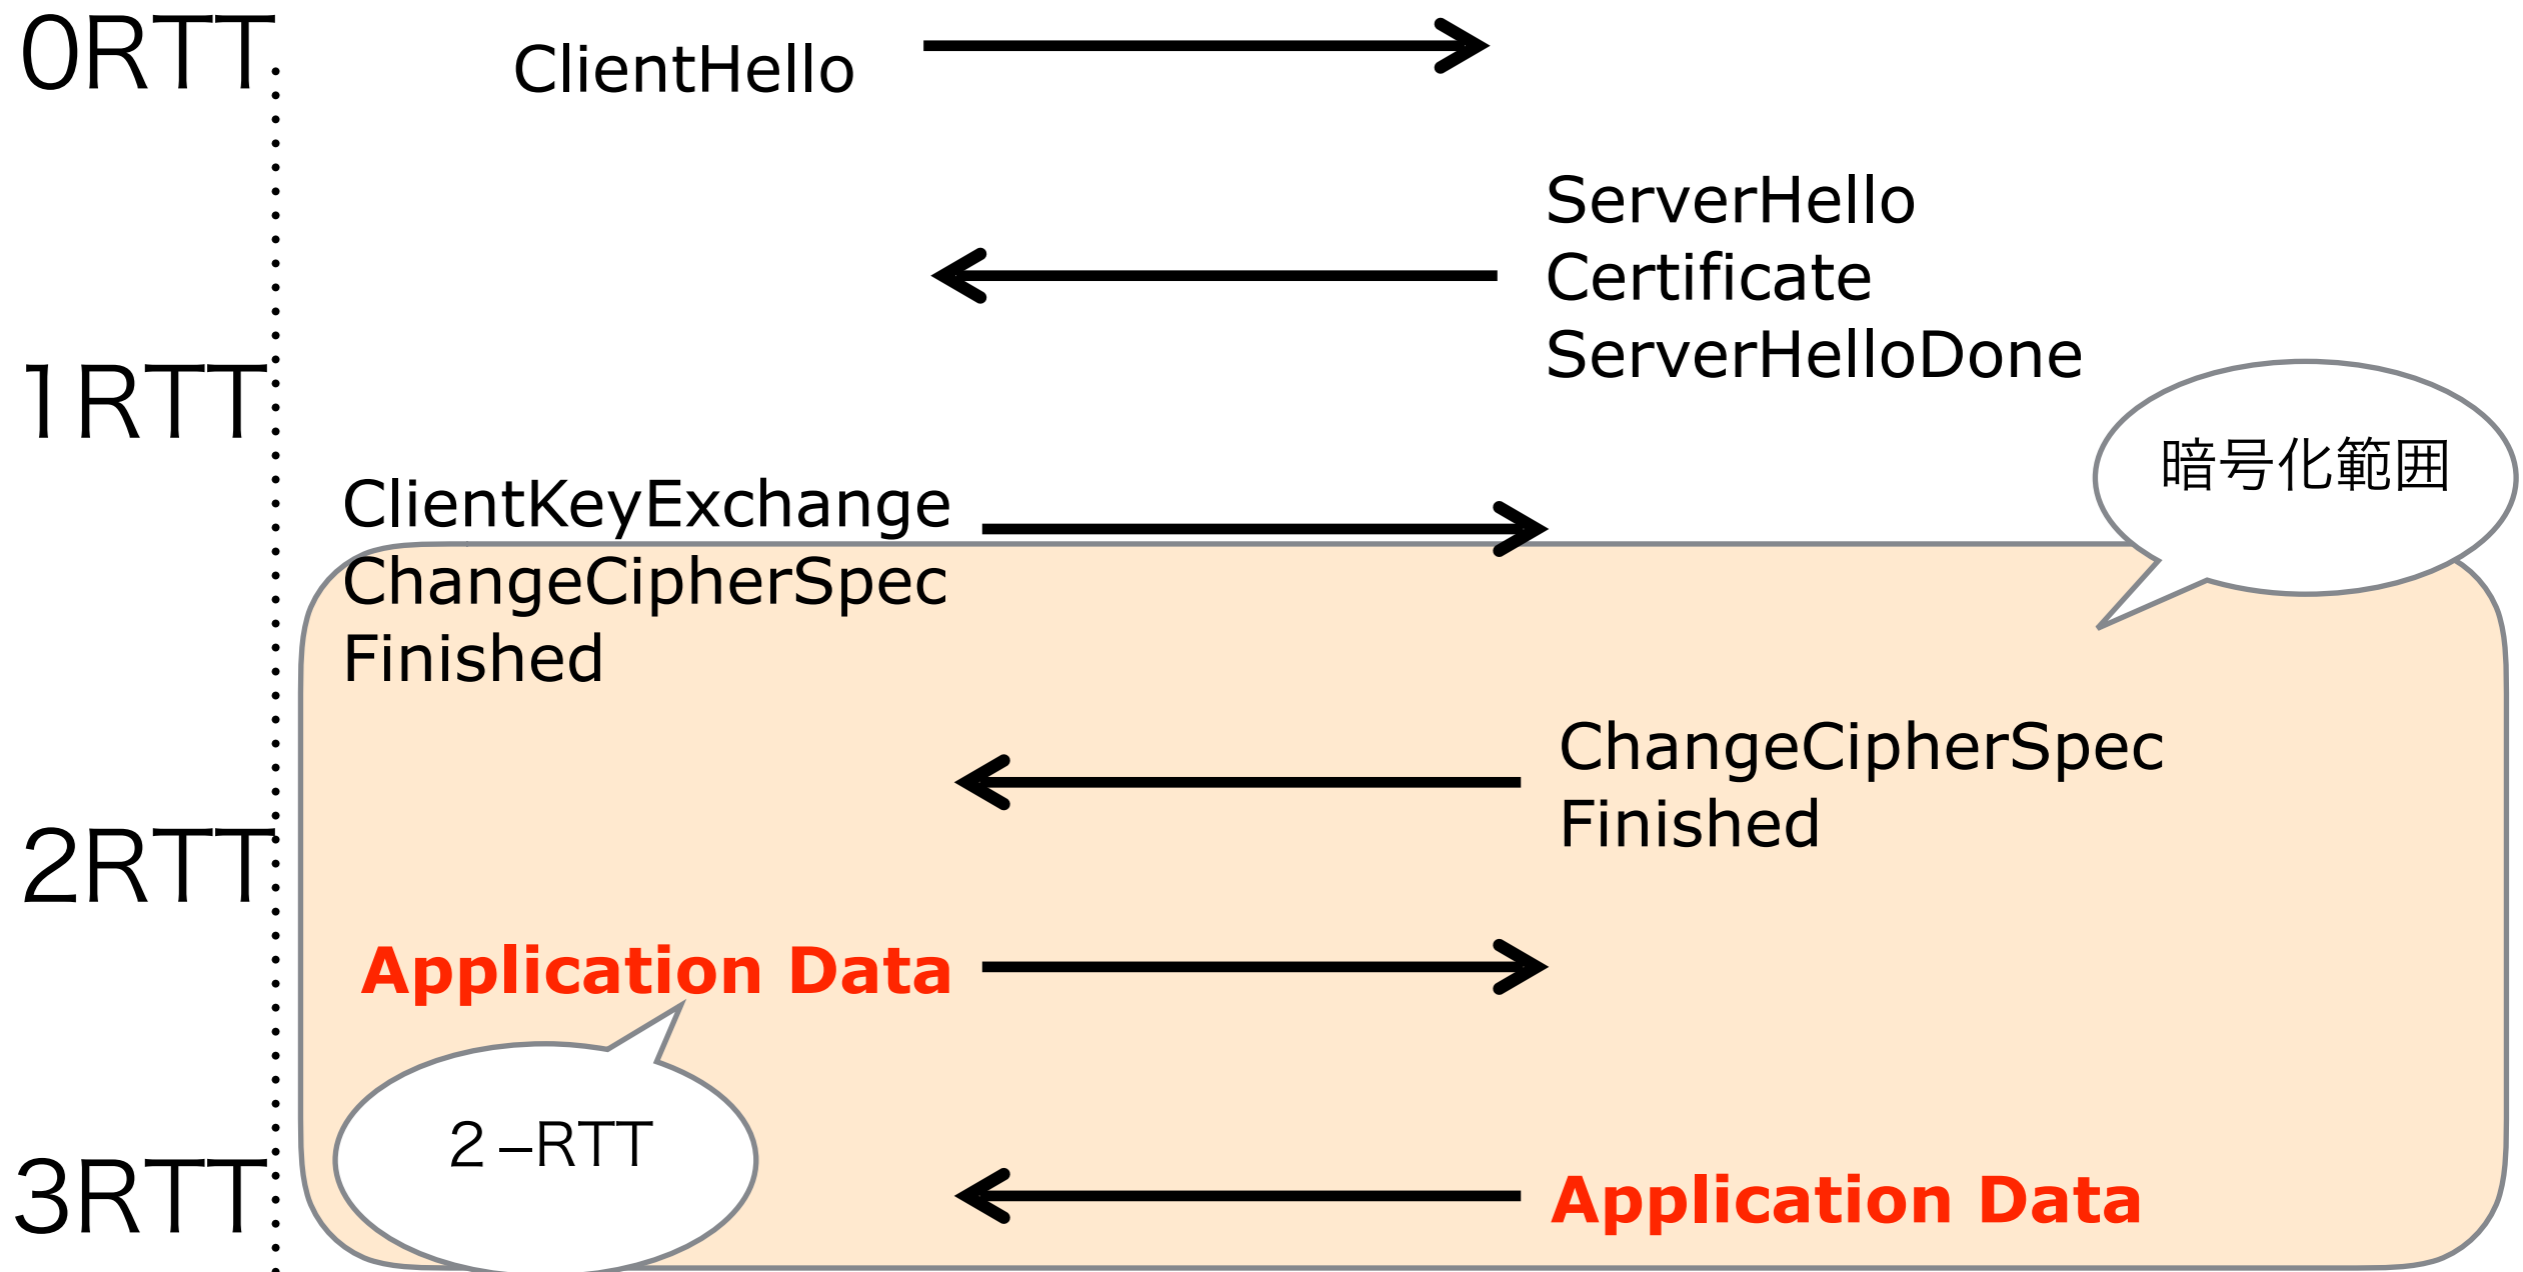 0RTT
ClientHello
ServerHello
Certificate
ServerHelloDone
1RTT
暗号化範囲
ClientKeyExchange
ChangeCipherSpec
Finished
ChangeCipherSpec
Finished
2RTT
Application Data
２–RTT
3RTT
Application Data